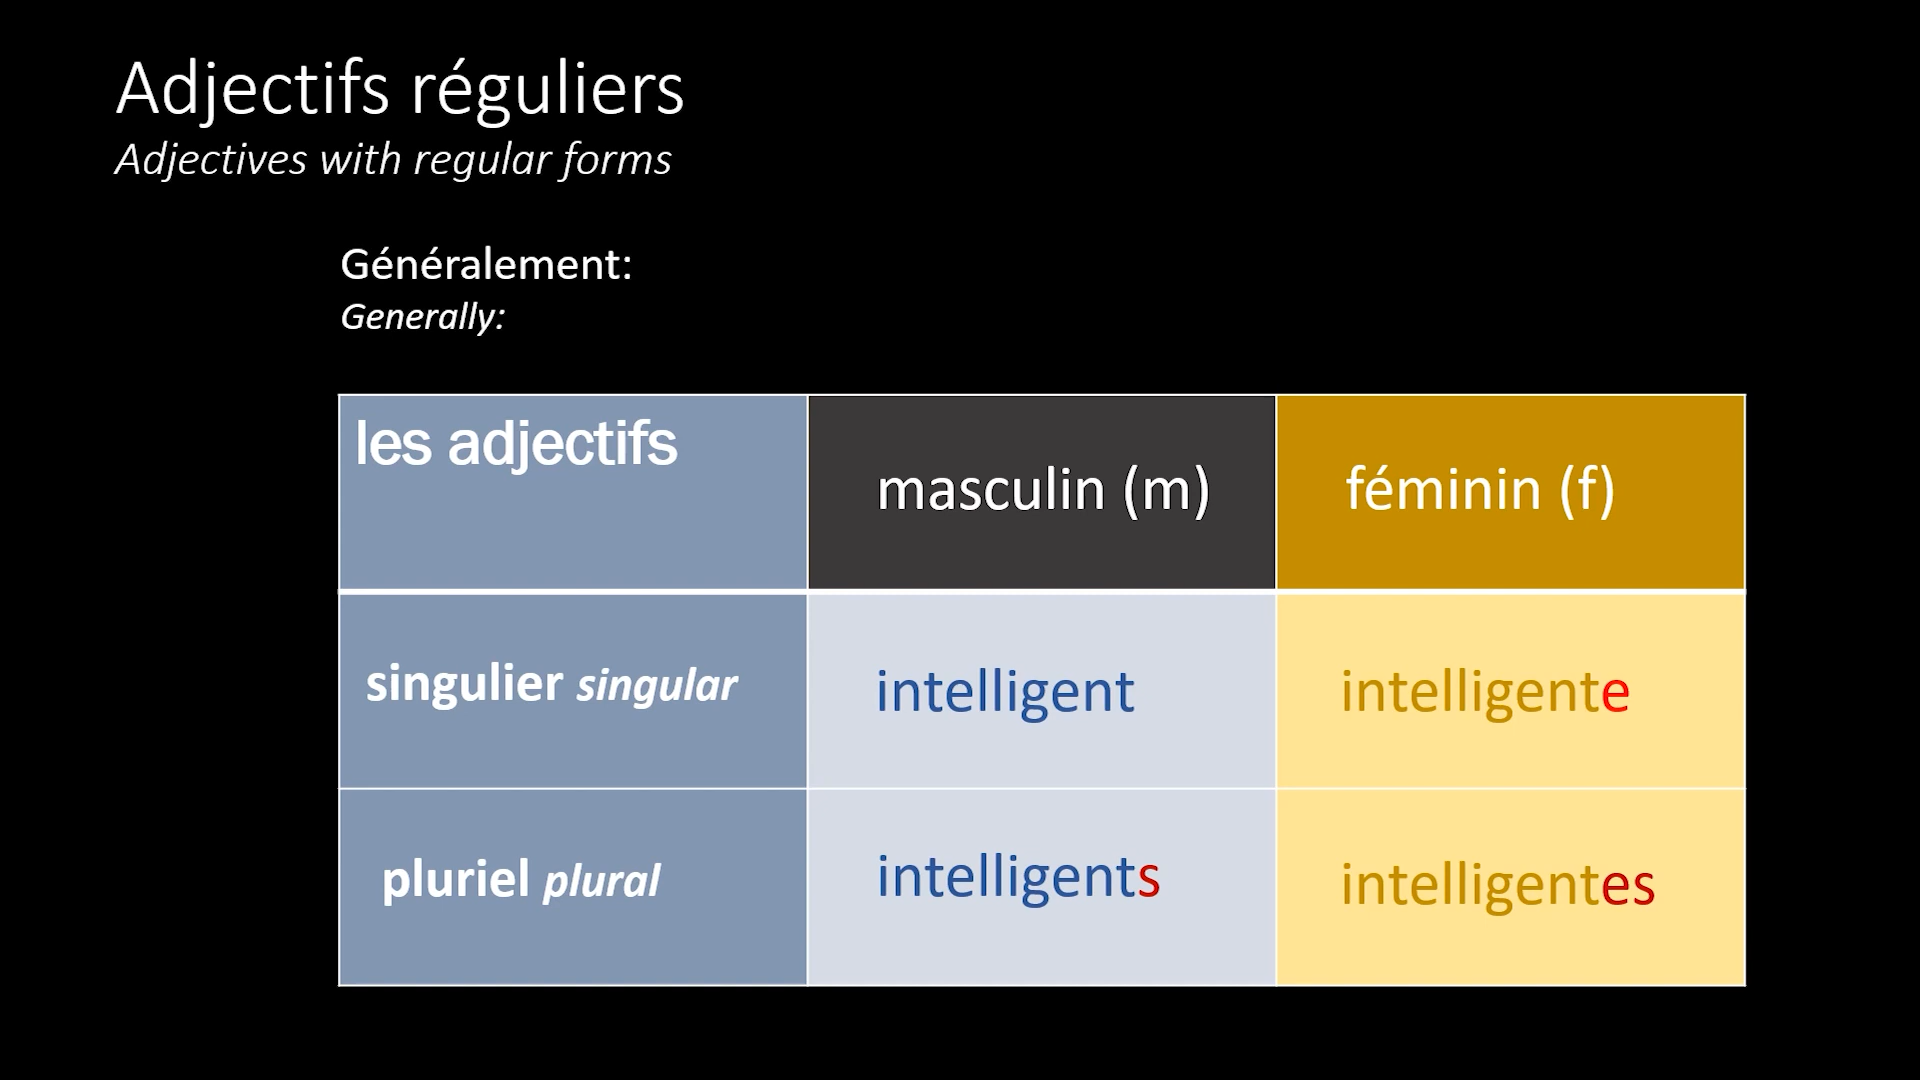 Adjectifs réguliers
Adjectives with regular forms
Généralement:
Generally:
les adjectifs masculin (m) féminin (f)
singulier singular intelligent intelligente
pluriel plural intelligents intelligentes